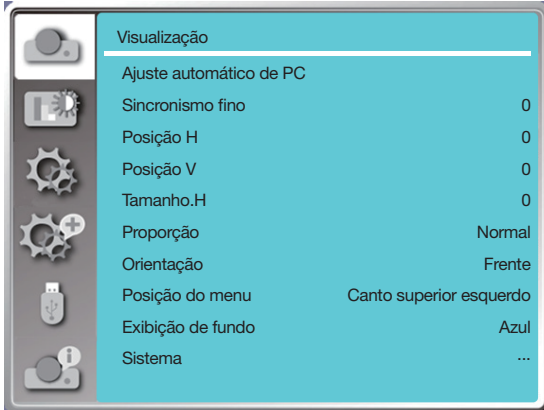 Visualização
Ajuste automático de PC
Sincronismo fino 0
Posição H 0
Posição V 0
Tamanho.H 0
Proporção Normal
Orientação Frente
Posição do menu Canto superior esquerdo
Exibição de fundo Azul
Sistema ...